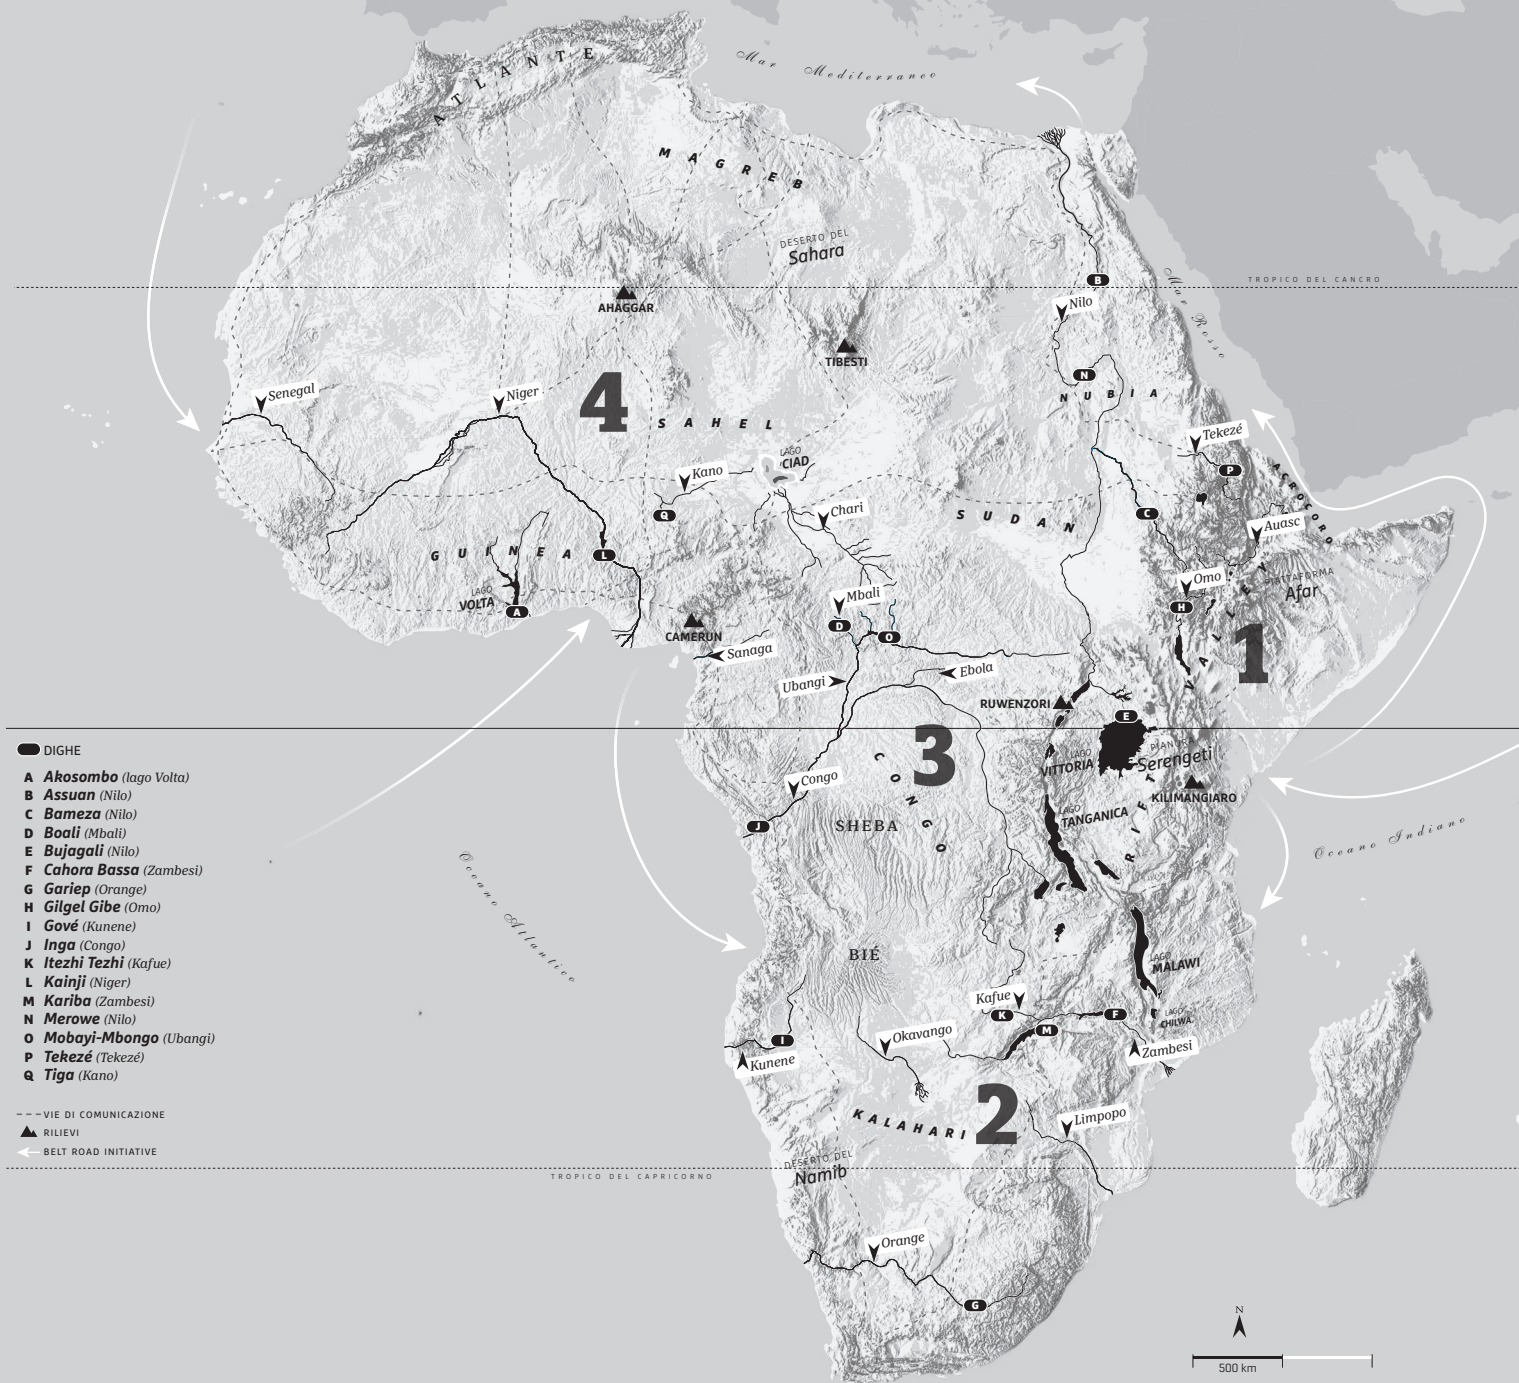 ATLANTE
Mar Mediterraneo
MAGREB
DESERTO DEL
Sahara
TROPICO DEL CANCRO
B
Mar Rosso
Nilo
AHAGGAR
TIBESTI
N
NUBIA
Senegal
Niger
4
SAHEL
Tekezé
P
LAGO
CIAD
Kano
Q
Chari
SUDAN
C
ACROCORO
Auasc
GUINEA
L
Omo
PIATTAFORMA
Afar
H
LAGO
VOLTA
A
Mbali
D
O
CAMERUN
Sanaga
Ubangi
Ebola
1
RIFT VALLEY
RUWENZORI
E
3
LAGO
VITTORIA
PIANURA
Serengeti
KILIMANGIARO
CONGO
Congo
J
SHEBA
LAGO
TANGANICA
Oceano Indiano
Oceano Atlantico
BIÉ
LAGO
MALAWI
Kafue
K
M
F
LAGO
CHILWA
Okavango
I
Kunene
Zambesi
KALAHARI
2
Limpopo
DESERTO DEL
Namib
TROPICO DEL CAPRICORNO
Orange
G
DIGHE
A Akosombo (lago Volta)
B Assuan (Nilo)
C Bameza (Nilo)
D Boali (Mbali)
E Bujagali (Nilo)
F Cahora Bassa (Zambesi)
G Gariep (Orange)
H Gilgel Gibe (Omo)
I Gové (Kunene)
J Inga (Congo)
K Itezhi Tezhi (Kafue)
L Kainji (Niger)
M Kariba (Zambesi)
N Merowe (Nilo)
O Mobayi-Mbongo (Ubangi)
P Tekezé (Tekezé)
Q Tiga (Kano)
VIE DI COMUNICAZIONE
RILIEVI
BELT ROAD INITIATIVE
N
500 km